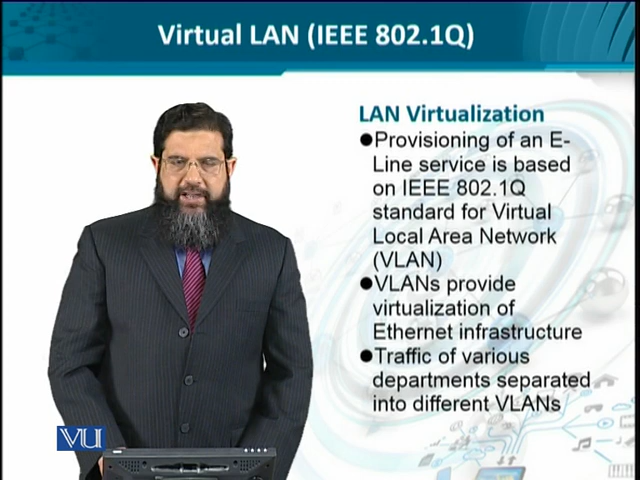 Virtual LAN (IEEE 802.1Q)
LAN Virtualization
●Provisioning of an E-
Line service is based
on IEEE 802.1Q
standard for Virtual
Local Area Network
(VLAN)
●VLANs provide
virtualization of
Ethernet infrastructure
●Traffic of various
departments separated
into different VLANs
VU